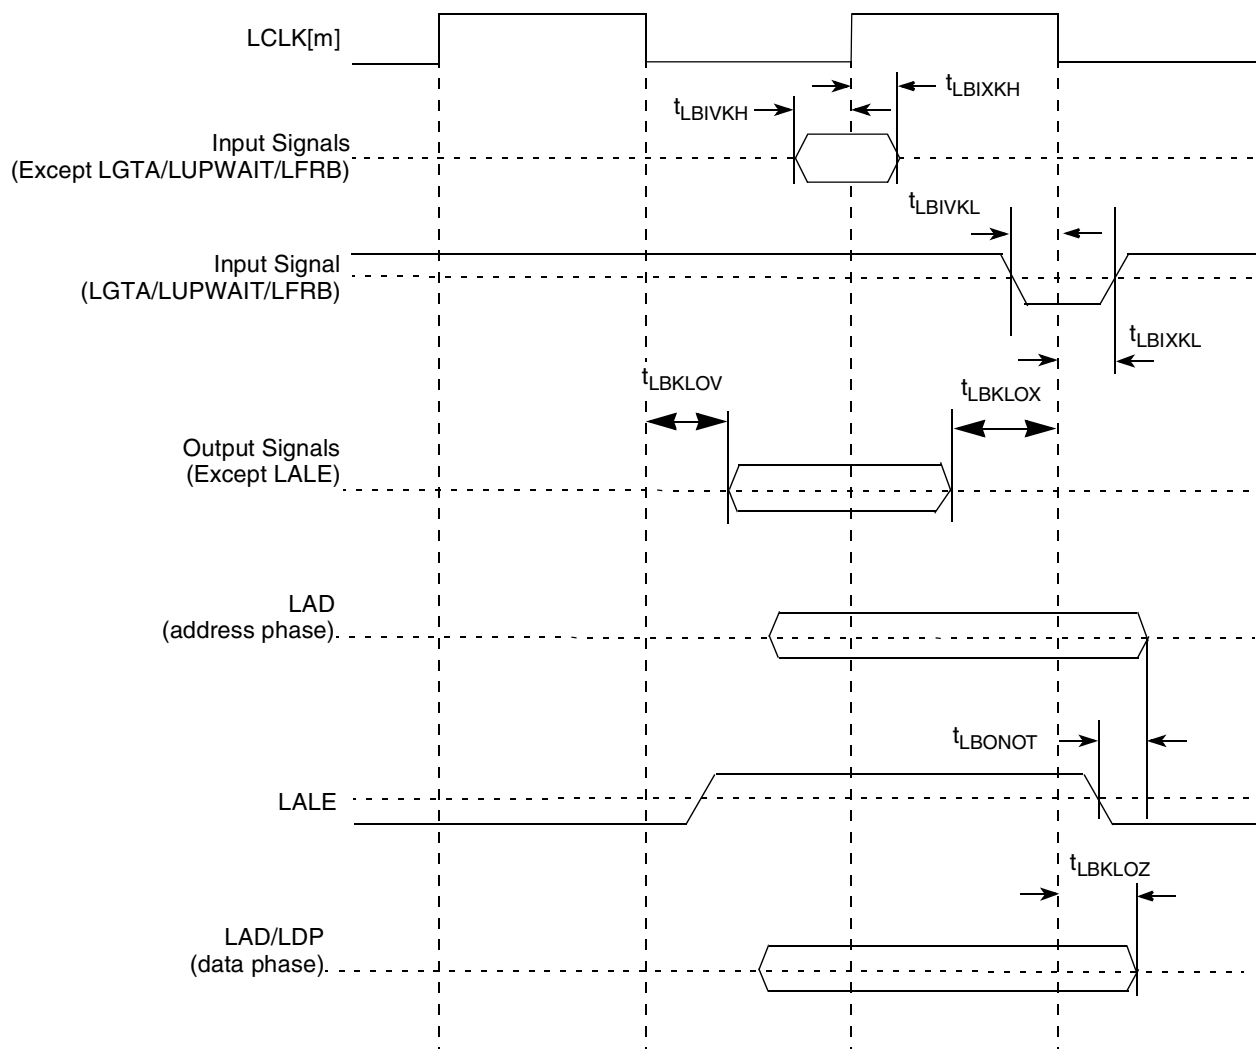 LCLK[m]
tLBIXKH
tLBIVKH
Input Signals
(Except LGTA/LUPWAIT/LFRB)
tLBIVKL
Input Signal
(LGTA/LUPWAIT/LFRB)
tLBIXKL
tLBKLOV
tLBKLOX
Output Signals
(Except LALE)
LAD
(address phase)
tLBONOT
LALE
tLBKLOZ
LAD/LDP
(data phase)